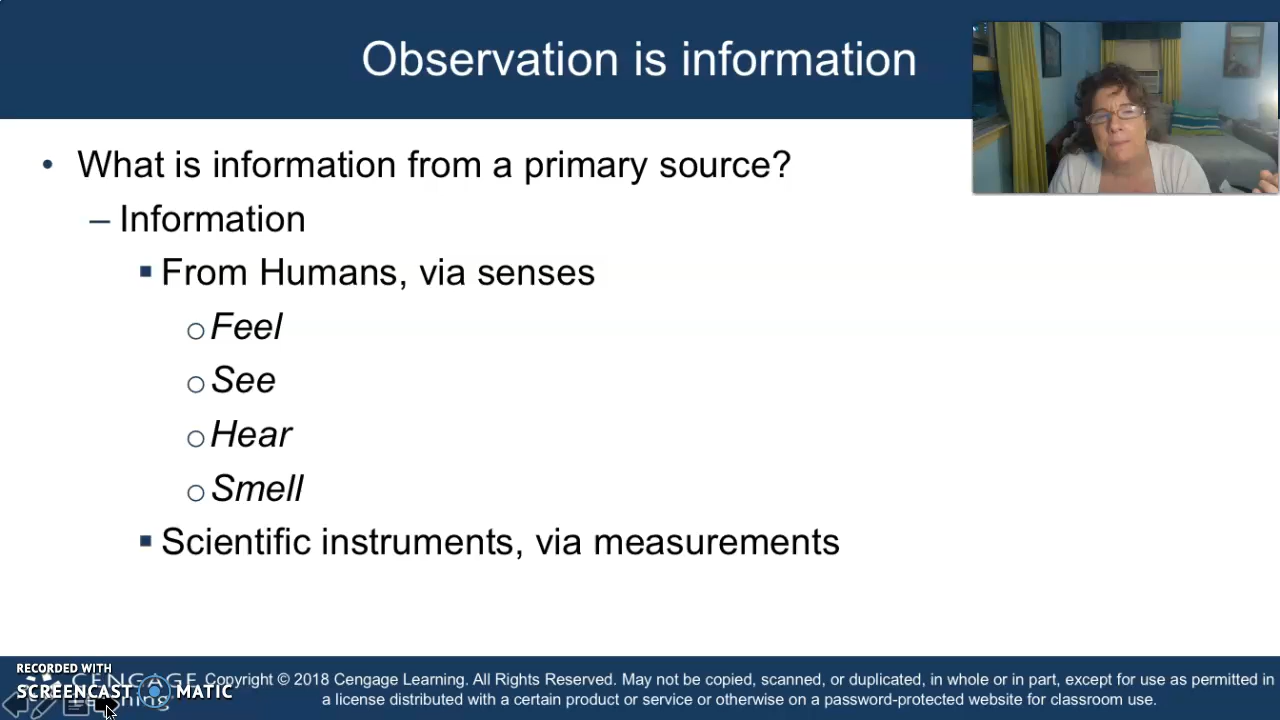 Observation is information
• What is information from a primary source?
– Information
▪ From Humans, via senses
o Feel
o See
o Hear
o Smell
▪ Scientific instruments, via measurements
RECORDED WITH
SCREENCAST MATIC
CENGAGE
Learning
Copyright © 2018 Cengage Learning. All Rights Reserved. May not be copied, scanned, or duplicated, in whole or in part, except for use as permitted in
a license distributed with a certain product or service or otherwise on a password-protected website for classroom use.